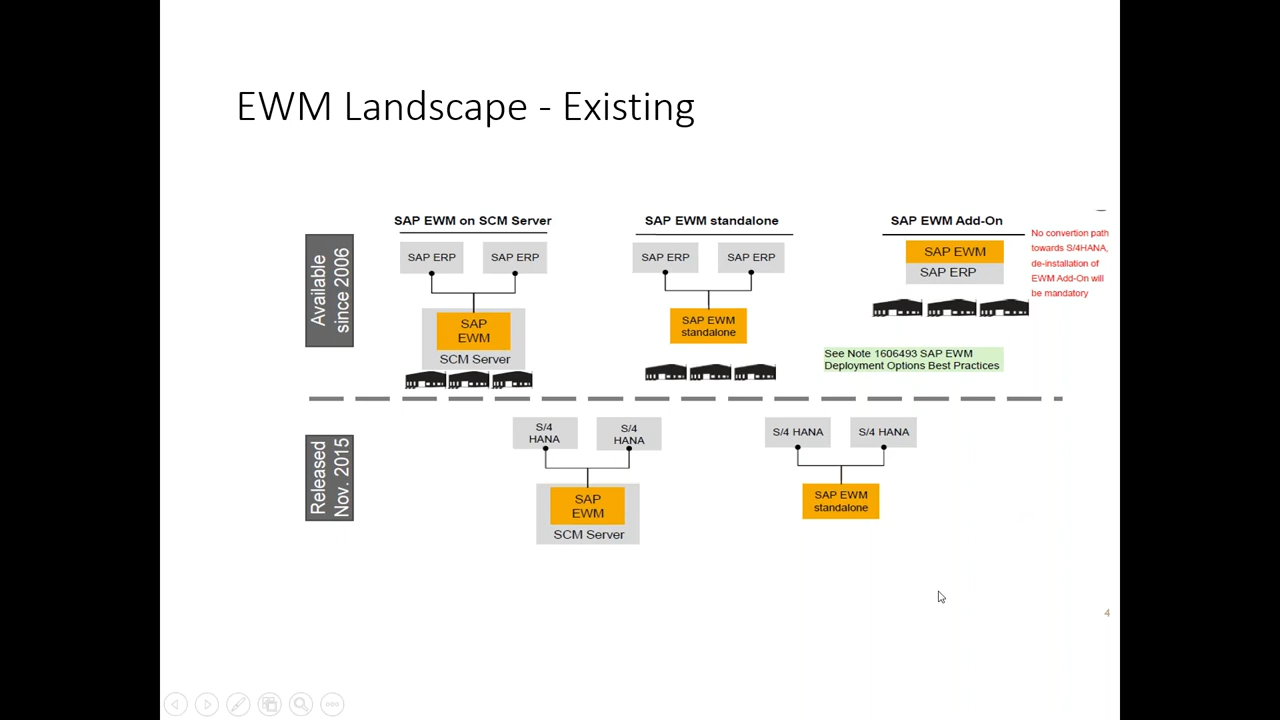 EWM Landscape - Existing
Available
since 2006
SAP EWM on SCM Server
SAP ERP
SAP ERP
SAP
EWM
SCM Server
SAP EWM standalone
SAP ERP
SAP ERP
SAP EWM
standalone
SAP EWM Add-On
SAP EWM
SAP ERP
No convertion path
towards S/4HANA,
de-installation of
EWM Add-On will
be mandatory
See Note 1606493 SAP EWM
Deployment Options Best Practices
Released
Nov. 2015
S/4
HANA
S/4
HANA
SAP
EWM
SCM Server
S/4 HANA
S/4 HANA
SAP EWM
standalone
4